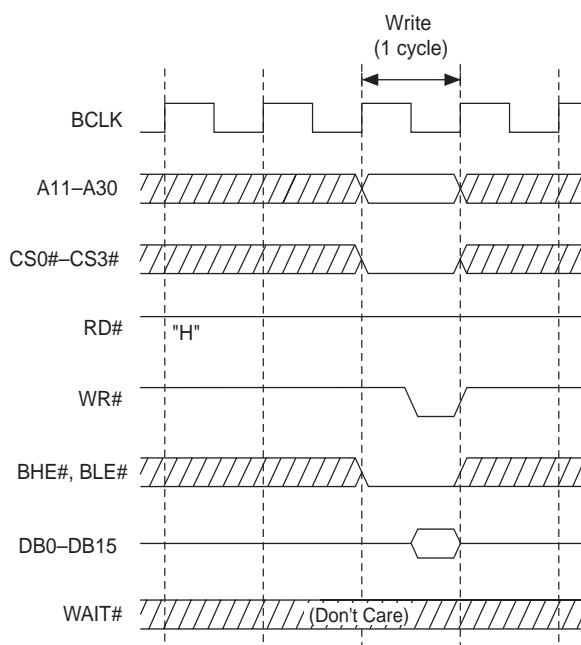 Write
(1 cycle)
BCLK
A11–A30
CS0#–CS3#
RD#
"H"
WR#
BHE#, BLE#
DB0–DB15
WAIT#
(Don't Care)